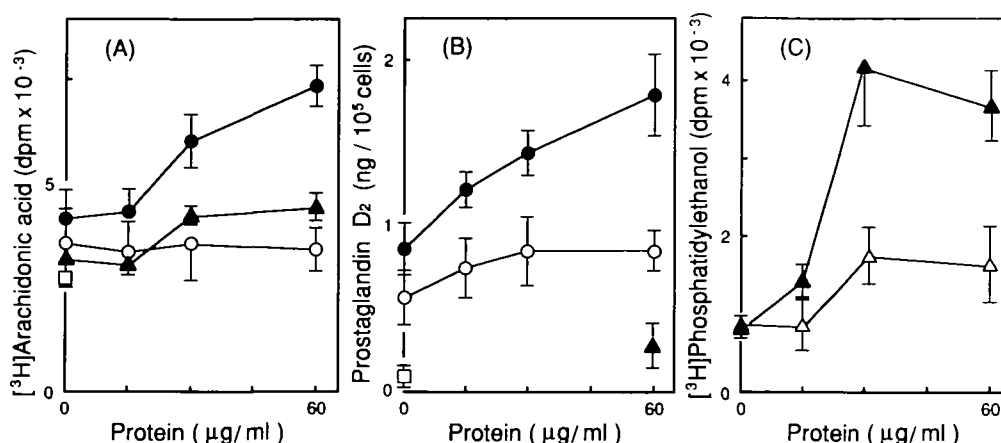 (A)
[³H]Arachidonic acid (dpm x 10⁻³)
5
0
0
60
Protein ( μg/ ml )
(B)
Prostaglandin D₂ (ng / 10⁵ cells)
2
1
0
0
60
Protein ( μg/ ml )
(C)
[³H]Phosphatidylethanol (dpm x 10⁻³)
4
2
0
0
60
Protein ( μg/ ml )